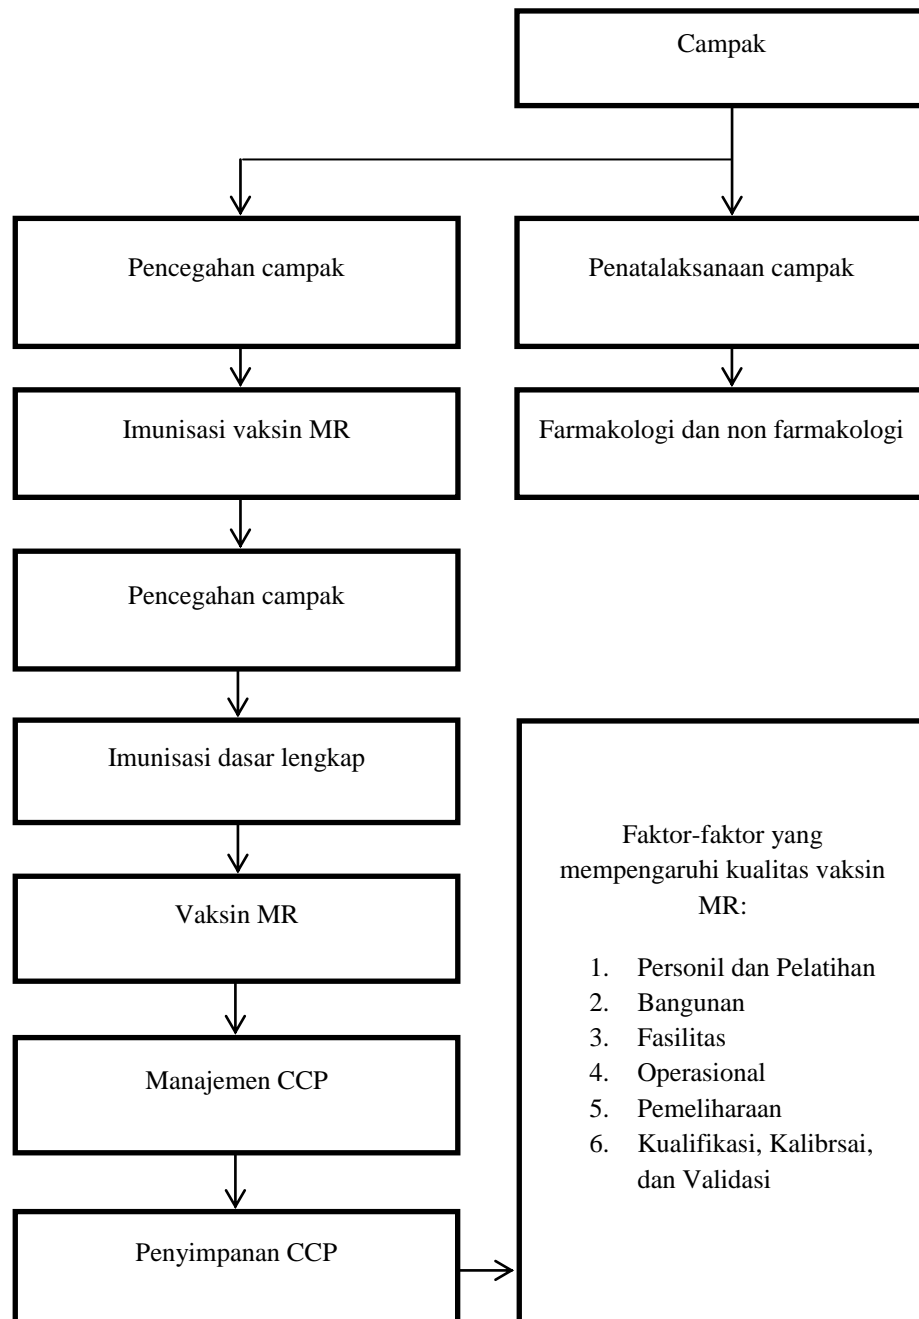 Campak
Pencegahan campak
Penatalaksanaan campak
Imunisasi vaksin MR
Farmakologi dan non farmakologi
Pencegahan campak
Imunisasi dasar lengkap
Vaksin MR
Manajemen CCP
Penyimpanan CCP
Faktor-faktor yang
mempengaruhi kualitas vaksin
MR:
1. Personil dan Pelatihan
2. Bangunan
3. Fasilitas
4. Operasional
5. Pemeliharaan
6. Kualifikasi, Kalibrsai,
dan Validasi